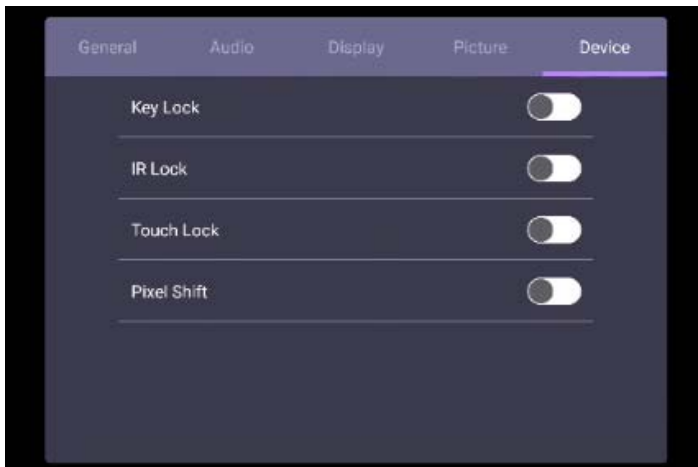 General Audio Display Picture Device
Key Lock
IR Lock
Touch Lock
Pixel Shift